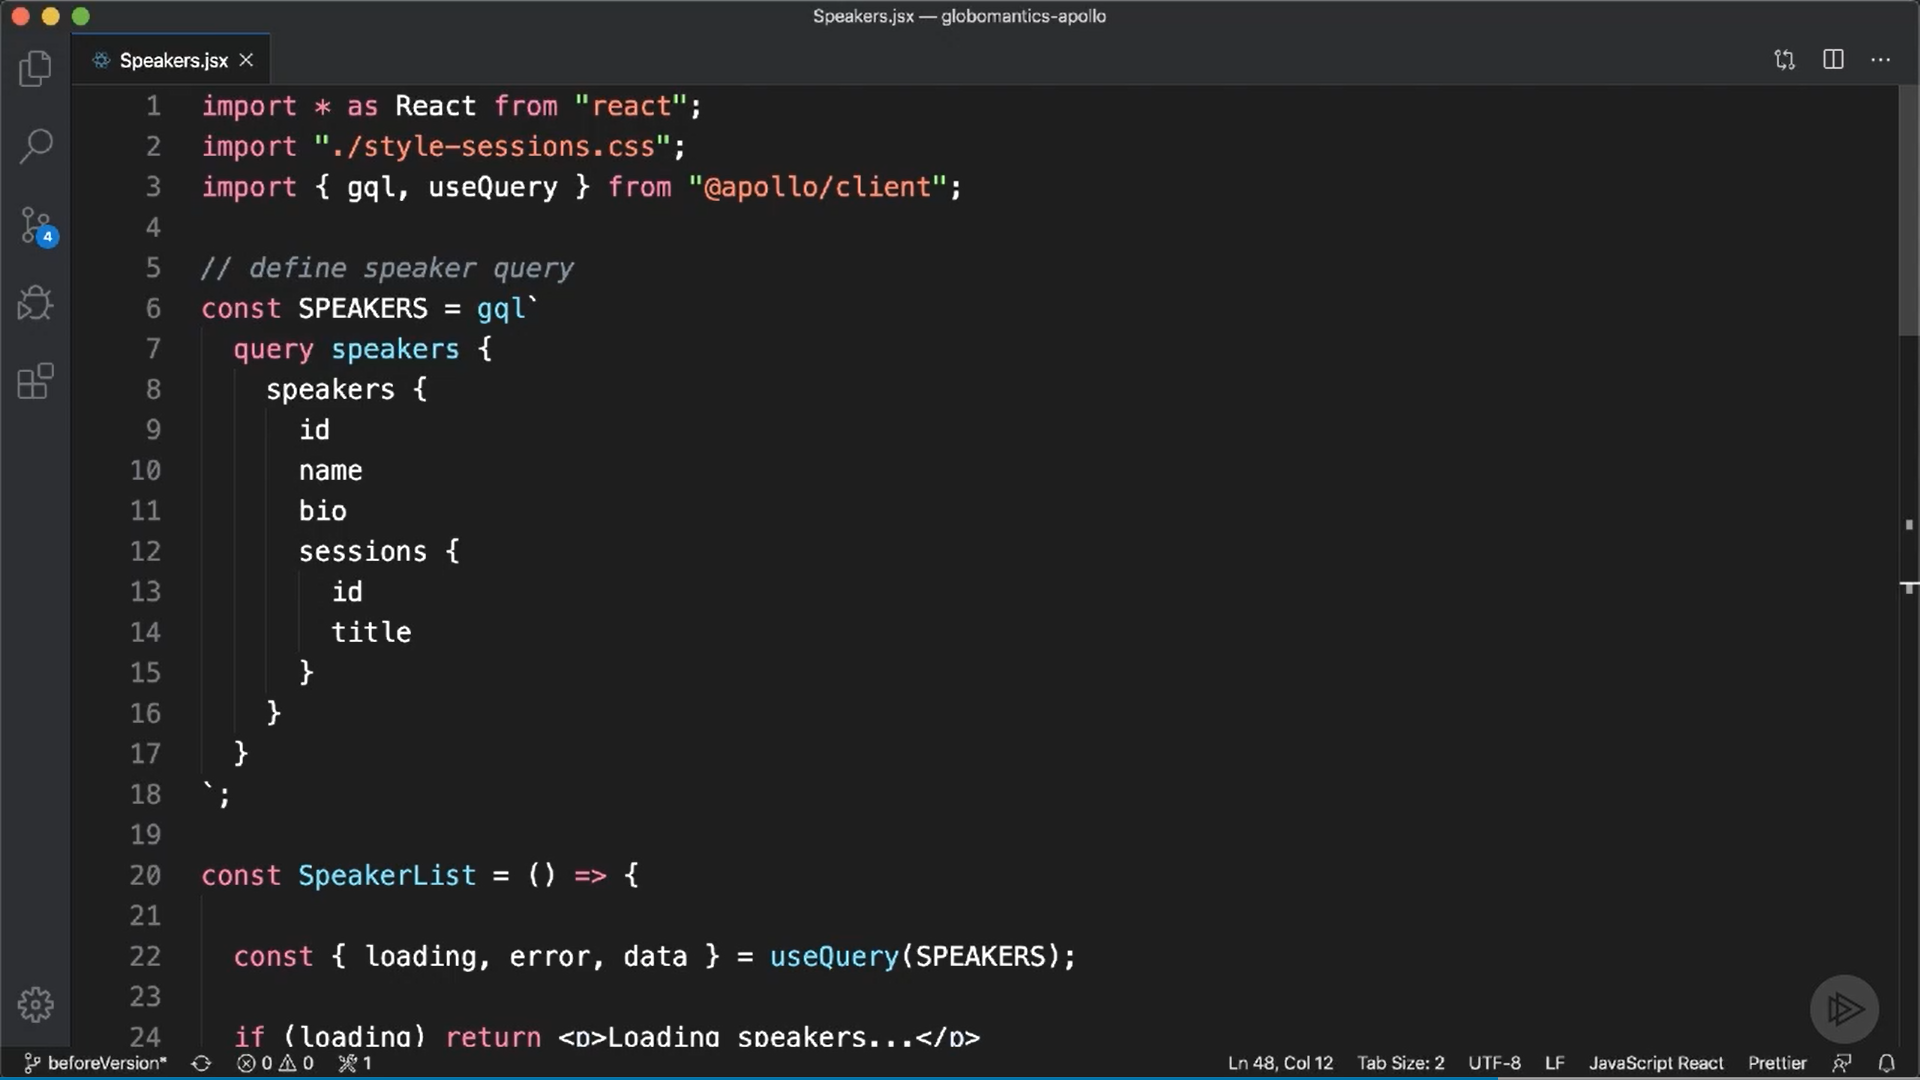 Speakers.jsx — globomantics-apollo
Speakers.jsx
1 import * as React from "react";
2 import "./style-sessions.css";
3 import { gql, useQuery } from "@apollo/client";
4
5 // define speaker query
6 const SPEAKERS = gql`
7 query speakers {
8 speakers {
9 id
10 name
11 bio
12 sessions {
13 id
14 title
15 }
16 }
17 }
18 `;
19
20 const SpeakerList = () => {
21
22 const { loading, error, data } = useQuery(SPEAKERS);
23
24 if (loading) return <p>Loading speakers...</p>
4
beforeVersion* 0 0 1 Ln 48, Col 12 Tab Size: 2 UTF-8 LF JavaScript React Prettier